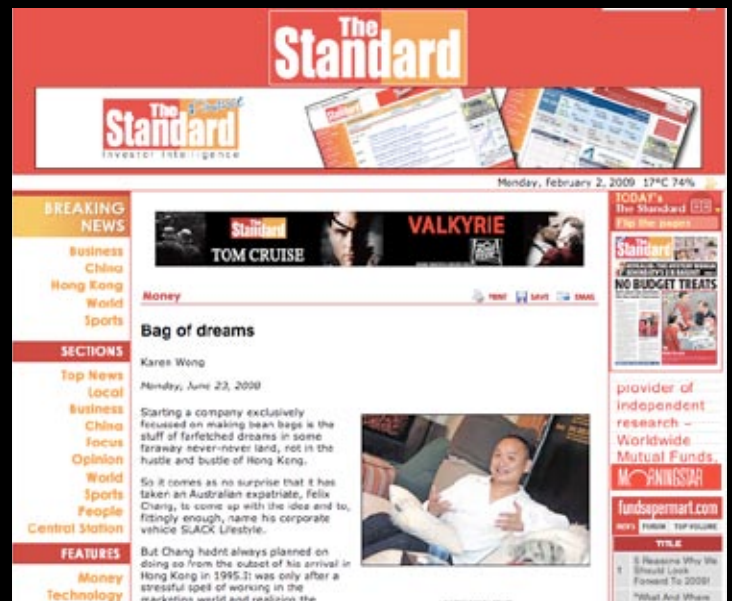 The
Standard
The
Standard
Investor Intelligence
Monday, February 2, 2009 17°C 74%
BREAKING
NEWS
Business
China
Hong Kong
World
Sports
SECTIONS
Top News
Local
Business
China
Focus
Opinion
World
Sports
People
Central Station
FEATURES
Money
Technology
The
Standard
TOM CRUISE
VALKYRIE
Money
PRINT SAVE EMAIL
Bag of dreams
Karen Wong
Monday, June 23, 2008
Starting a company exclusively
focussed on making bean bags is the
stuff of farfetched dreams in some
faraway never-never land, not in the
hustle and bustle of Hong Kong.
So it comes as no surprise that it has
taken an Australian expatriate, Felix
Chang, to come up with the idea and to,
fittingly enough, name his corporate
vehicle SLACK Lifestyle.
But Chang hadnt always planned on
doing so from the outset of his arrival in
Hong Kong in 1995.It was only after a
stressful spell of working in the
marketing world and realizing the
TODAY's
The Standard
Flip the pages
The
Standard
NO BUDGET TREATS
provider of
independent
research –
Worldwide
Mutual Funds.
MORNINGSTAR
fundsupermart.com
NEWS FORUM TOP VOLUME
TITLE
1 5 Reasons Why We
Should Look
Forward To 2009!
"What And Where